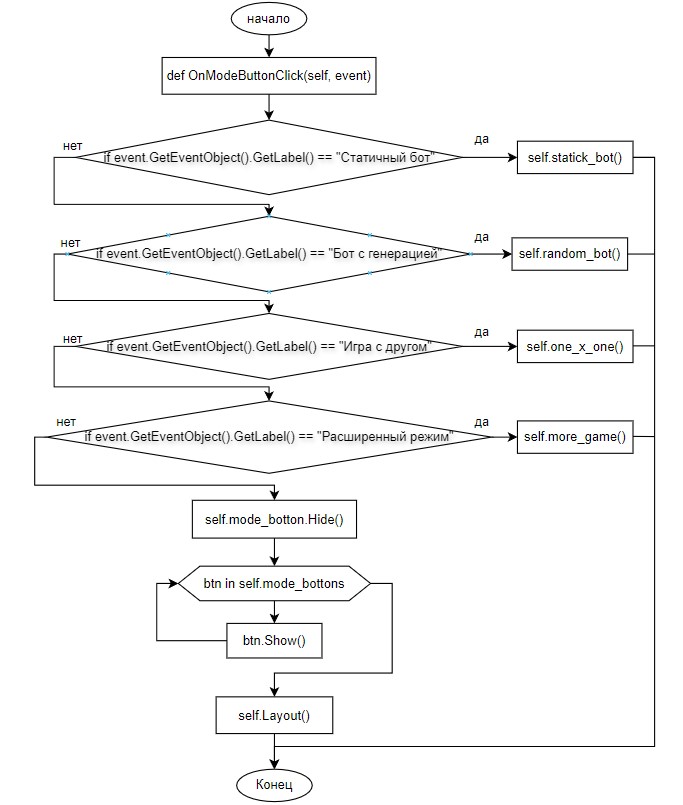 начало
def OnModeButtonClick(self, event)
нет
if event.GetEventObject().GetLabel() == "Статичный бот"
да
self.statick_bot()
нет
if event.GetEventObject().GetLabel() == "Бот с генерацией"
да
self.random_bot()
нет
if event.GetEventObject().GetLabel() == "Игра с другом"
да
self.one_x_one()
нет
if event.GetEventObject().GetLabel() == "Расширенный режим"
да
self.more_game()
self.mode_botton.Hide()
btn in self.mode_bottons
btn.Show()
self.Layout()
Конец